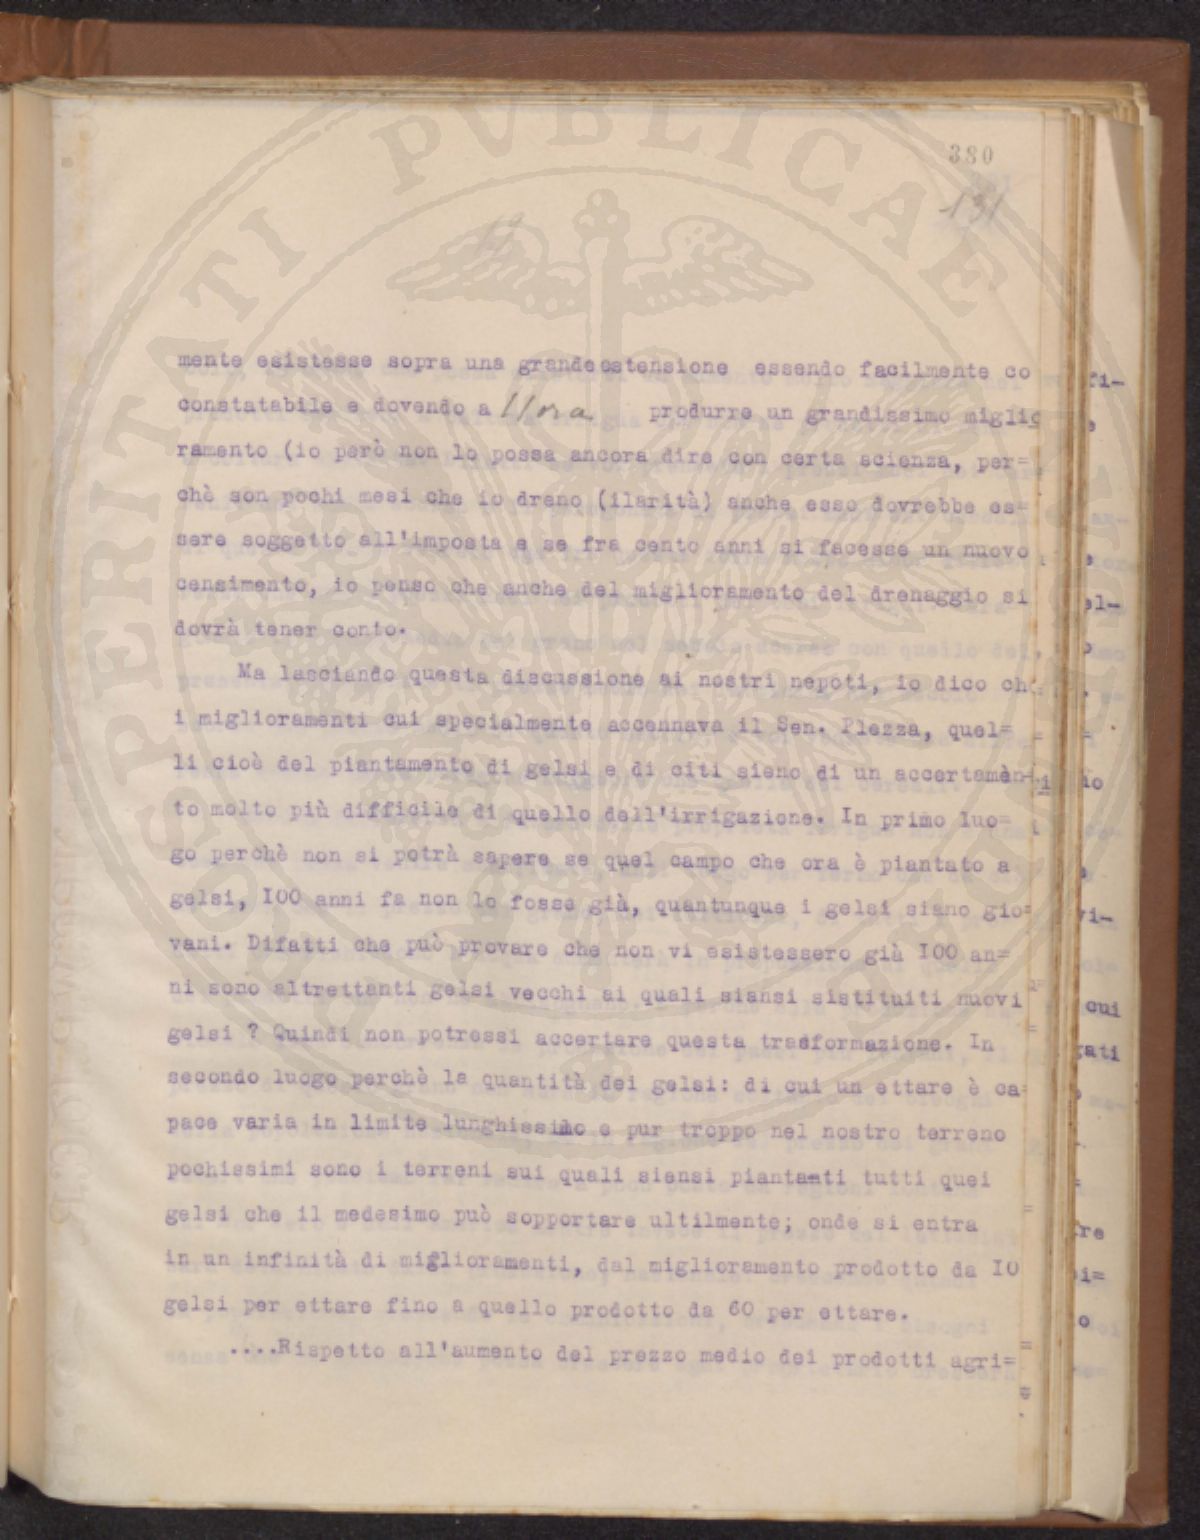 380
131
mente esistesse sopra una grandeestensione essendo facilmente co
constatabile e dovendo allora produrre un grandissimo miglio
ramento (io però non lo possa ancora dire con certa scienza, per=
chè son pochi mesi che io dreno (ilarità) anche esso dovrebbe es=
sere soggetto all'imposta e se fra cento anni si facesse un nuovo
censimento, io penso che anche del miglioramento del drenaggio si
dovrà tener conto.
Ma lasciando questa discussione ai nostri nepoti, io dico ch
i miglioramenti cui specialmente accennava il Sen. Plezza, quel=
li cioè del piantamento di gelsi e di citi sieno di un accertamèn-
to molto più difficile di quello dell'irrigazione. In primo luo=
go perchè non si potrà sapere se quel campo che ora è piantato a
gelsi, I00 anni fa non lo fosse già, quantunque i gelsi siano gio=
vani. Difatti che può provare che non vi esistessero già I00 an=
ni sono altrettanti gelsi vecchi ai quali siansi sistituiti nuovi
gelsi ? Quindi non potressi accertare questa trasformazione. In
secondo luogo perchè la quantità dei gelsi: di cui un ettare è ca=
pace varia in limite lunghissimo e pur troppo nel nostro terreno
pochissimi sono i terreni sui quali siensi piantanti tutti quei
gelsi che il medesimo può sopportare ultilmente; onde si entra
in un infinità di miglioramenti, dal miglioramento prodotto da I0
gelsi per ettare fino a quello prodotto da 60 per ettare.
....Rispetto all'aumento del prezzo medio dei prodotti agri=